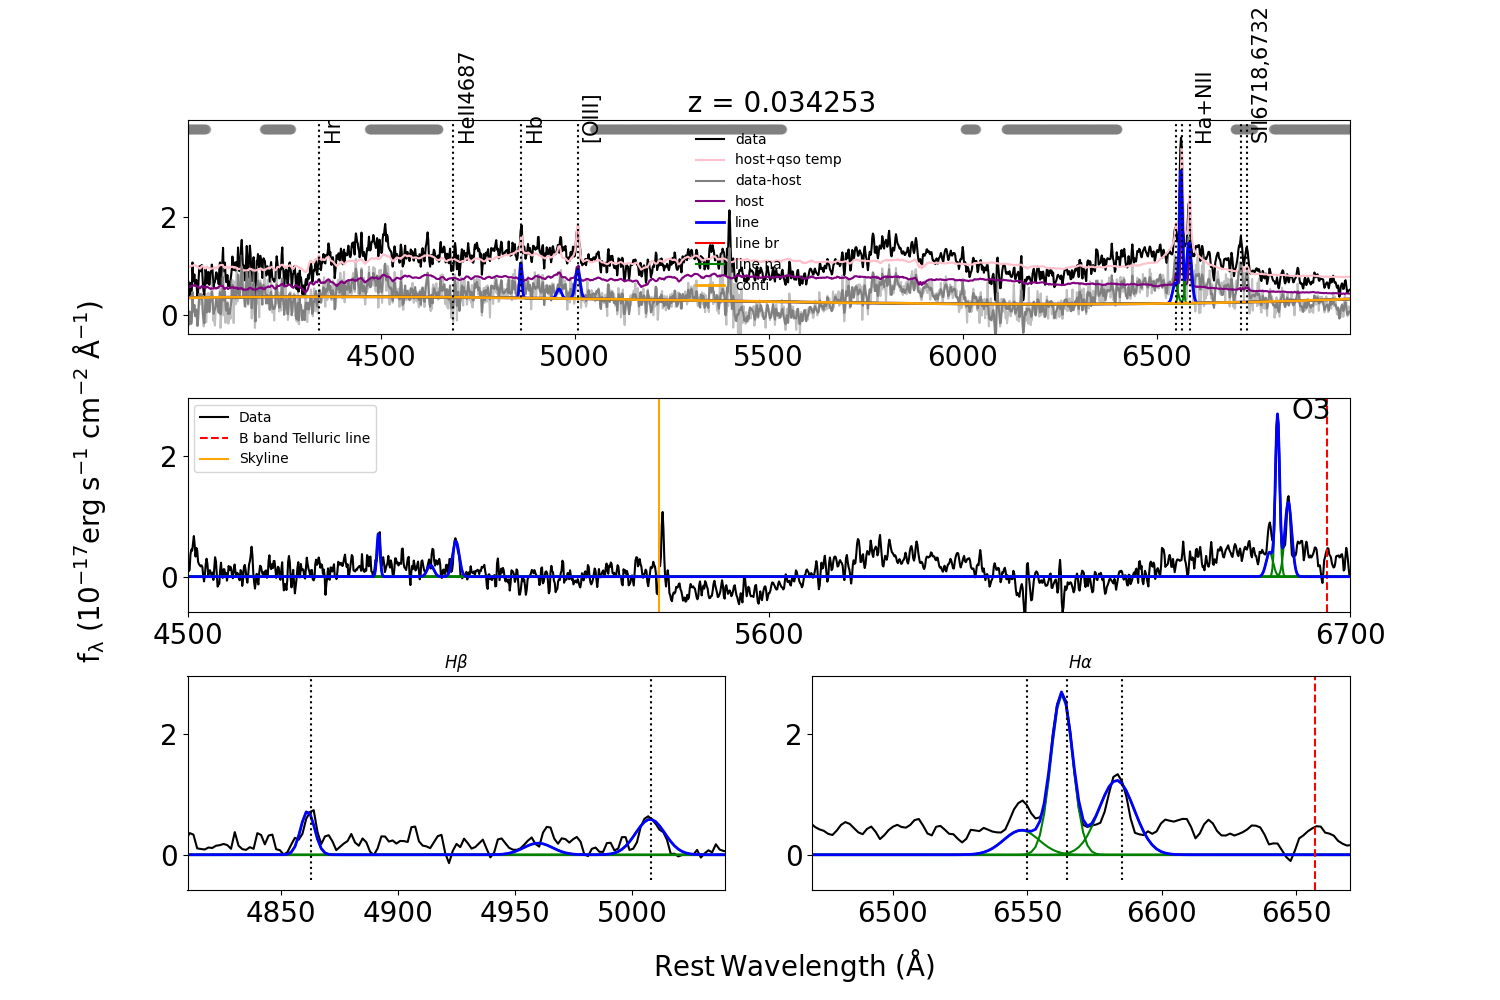 z = 0.034253
Hr
HeII4687
Hb
[OIII]
Ha+NII
SII6718,6732
data
host+qso temp
data-host
host
line
line br
line na
conti
2
0
4500 5000 5500 6000 6500
Data
B band Telluric line
Skyline
O3
2
0
4500 5600 6700
fλ (10−17erg s−1 cm−2 Å−1)
Hβ
2
0
4850 4900 4950 5000
Hα
2
0
6500 6550 6600 6650
Rest Wavelength (Å)